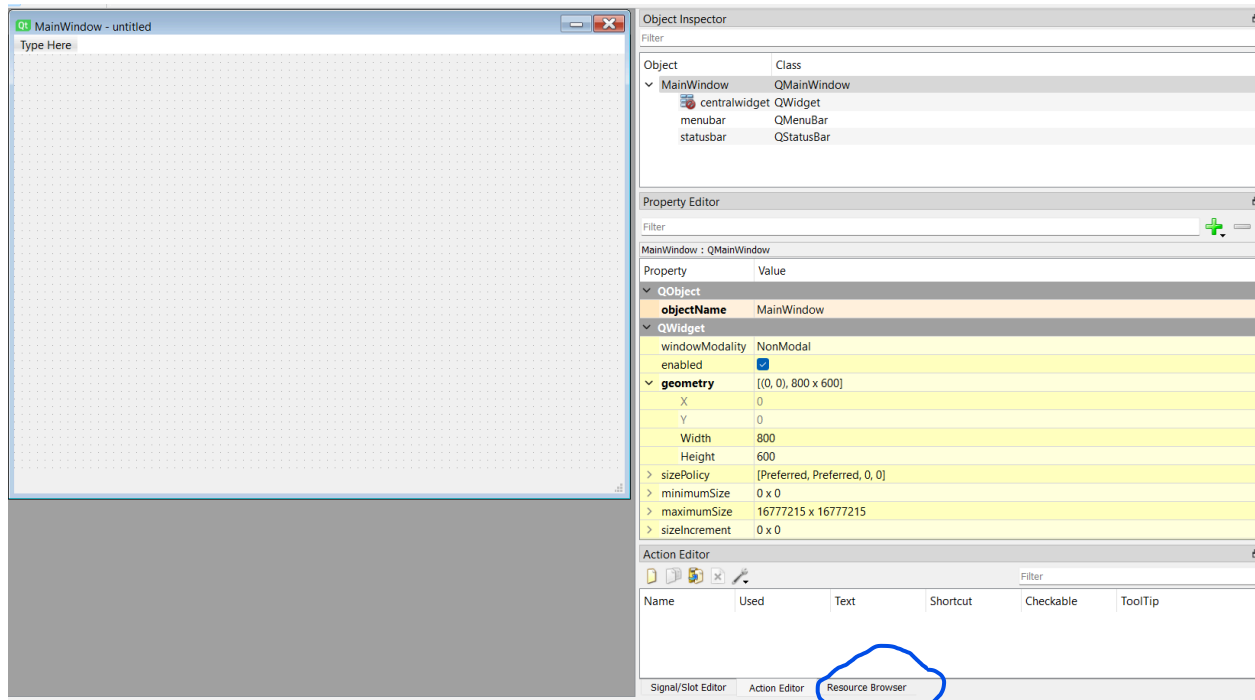 MainWindow - untitled
Type Here
Object Inspector
Filter
Object Class
MainWindow QMainWindow
centralwidget QWidget
menubar QMenuBar
statusbar QStatusBar
Property Editor
Filter
MainWindow : QMainWindow
Property Value
QObject
objectName MainWindow
QWidget
windowModality NonModal
enabled
geometry [(0, 0), 800 x 600]
X 0
Y 0
Width 800
Height 600
sizePolicy [Preferred, Preferred, 0, 0]
minimumSize 0 x 0
maximumSize 16777215 x 16777215
sizeIncrement 0 x 0
Action Editor
Filter
Name Used Text Shortcut Checkable ToolTip
Signal/Slot Editor Action Editor Resource Browser